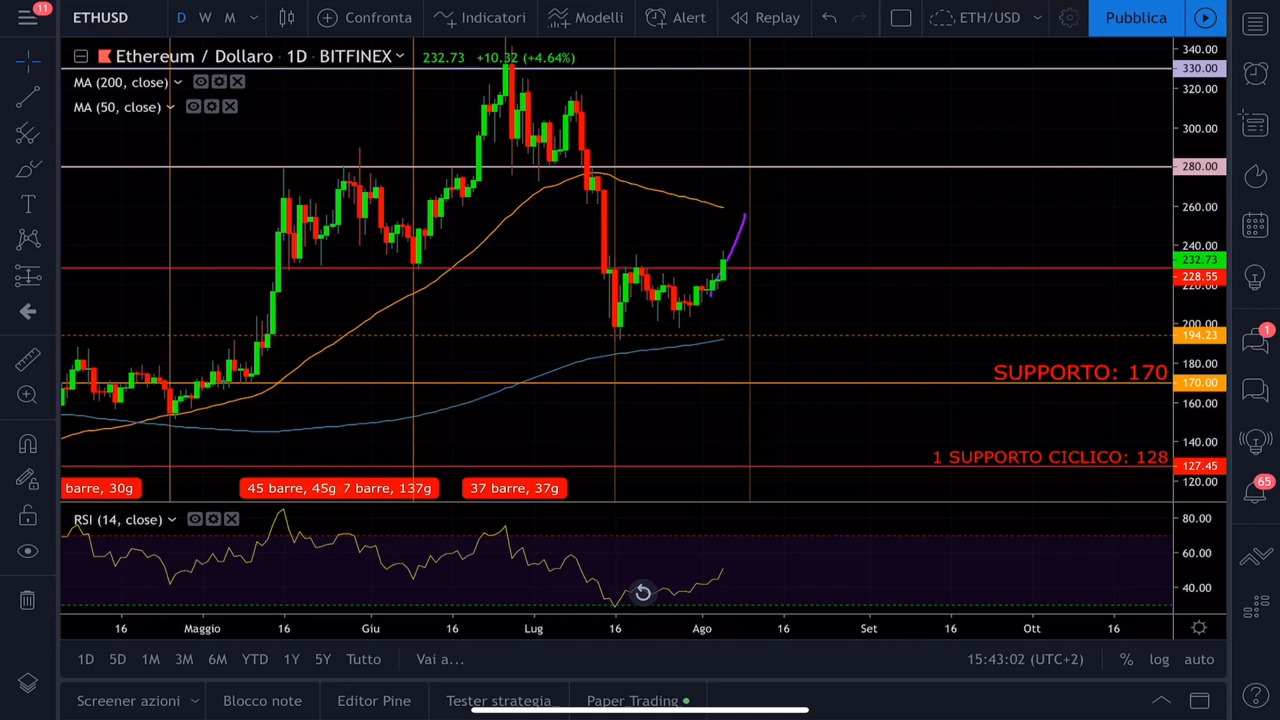 11
ETHUSD
D W M
Confronta
Indicatori
Modelli
Alert
Replay
ETH/USD
Pubblica
Ethereum / Dollaro · 1D · BITFINEX
232.73 +10.32 (+4.64%)
MA (200, close)
MA (50, close)
340.00
330.00
320.00
300.00
280.00
260.00
240.00
232.73
228.55
220.00
200.00
194.23
180.00
SUPPORTO: 170
170.00
160.00
140.00
1 SUPPORTO CICLICO: 128
127.45
120.00
barre, 30g
45 barre, 45g
7 barre, 137g
37 barre, 37g
RSI (14, close)
80.00
60.00
40.00
16 Maggio 16 Giu 16 Lug 16 Ago 16 Set 16 Ott 16
1D 5D 1M 3M 6M YTD 1Y 5Y Tutto Vai a...
15:43:02 (UTC+2) % log auto
Screener azioni
Blocco note
Editor Pine
Tester strategia
Paper Trading
1
65